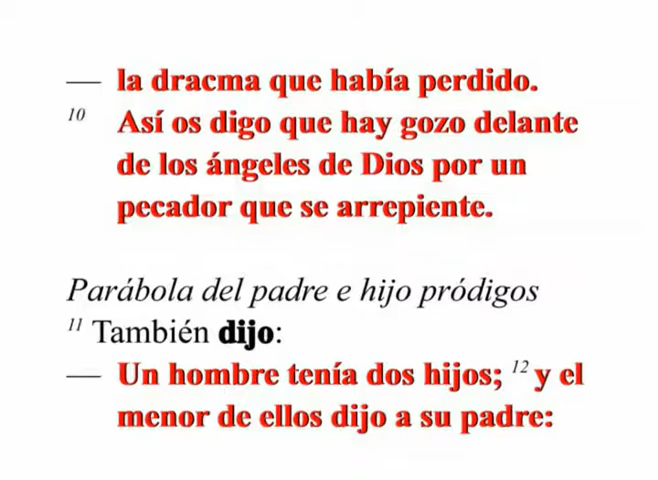 — la dracma que había perdido.
10 Así os digo que hay gozo delante
de los ángeles de Dios por un
pecador que se arrepiente.
Parábola del padre e hijo pródigos
11 También dijo:
— Un hombre tenía dos hijos; 12 y el
menor de ellos dijo a su padre: